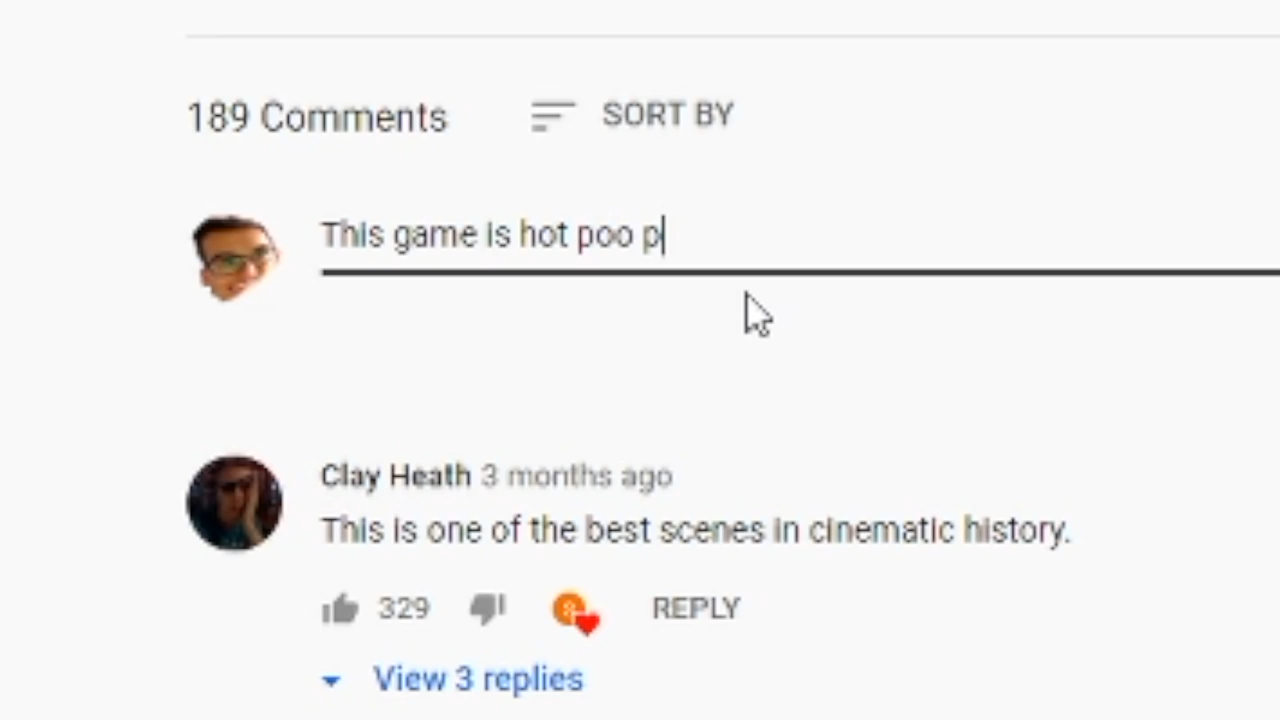 189 Comments SORT BY
This game is hot poo p
Clay Heath 3 months ago
This is one of the best scenes in cinematic history.
329 REPLY
View 3 replies